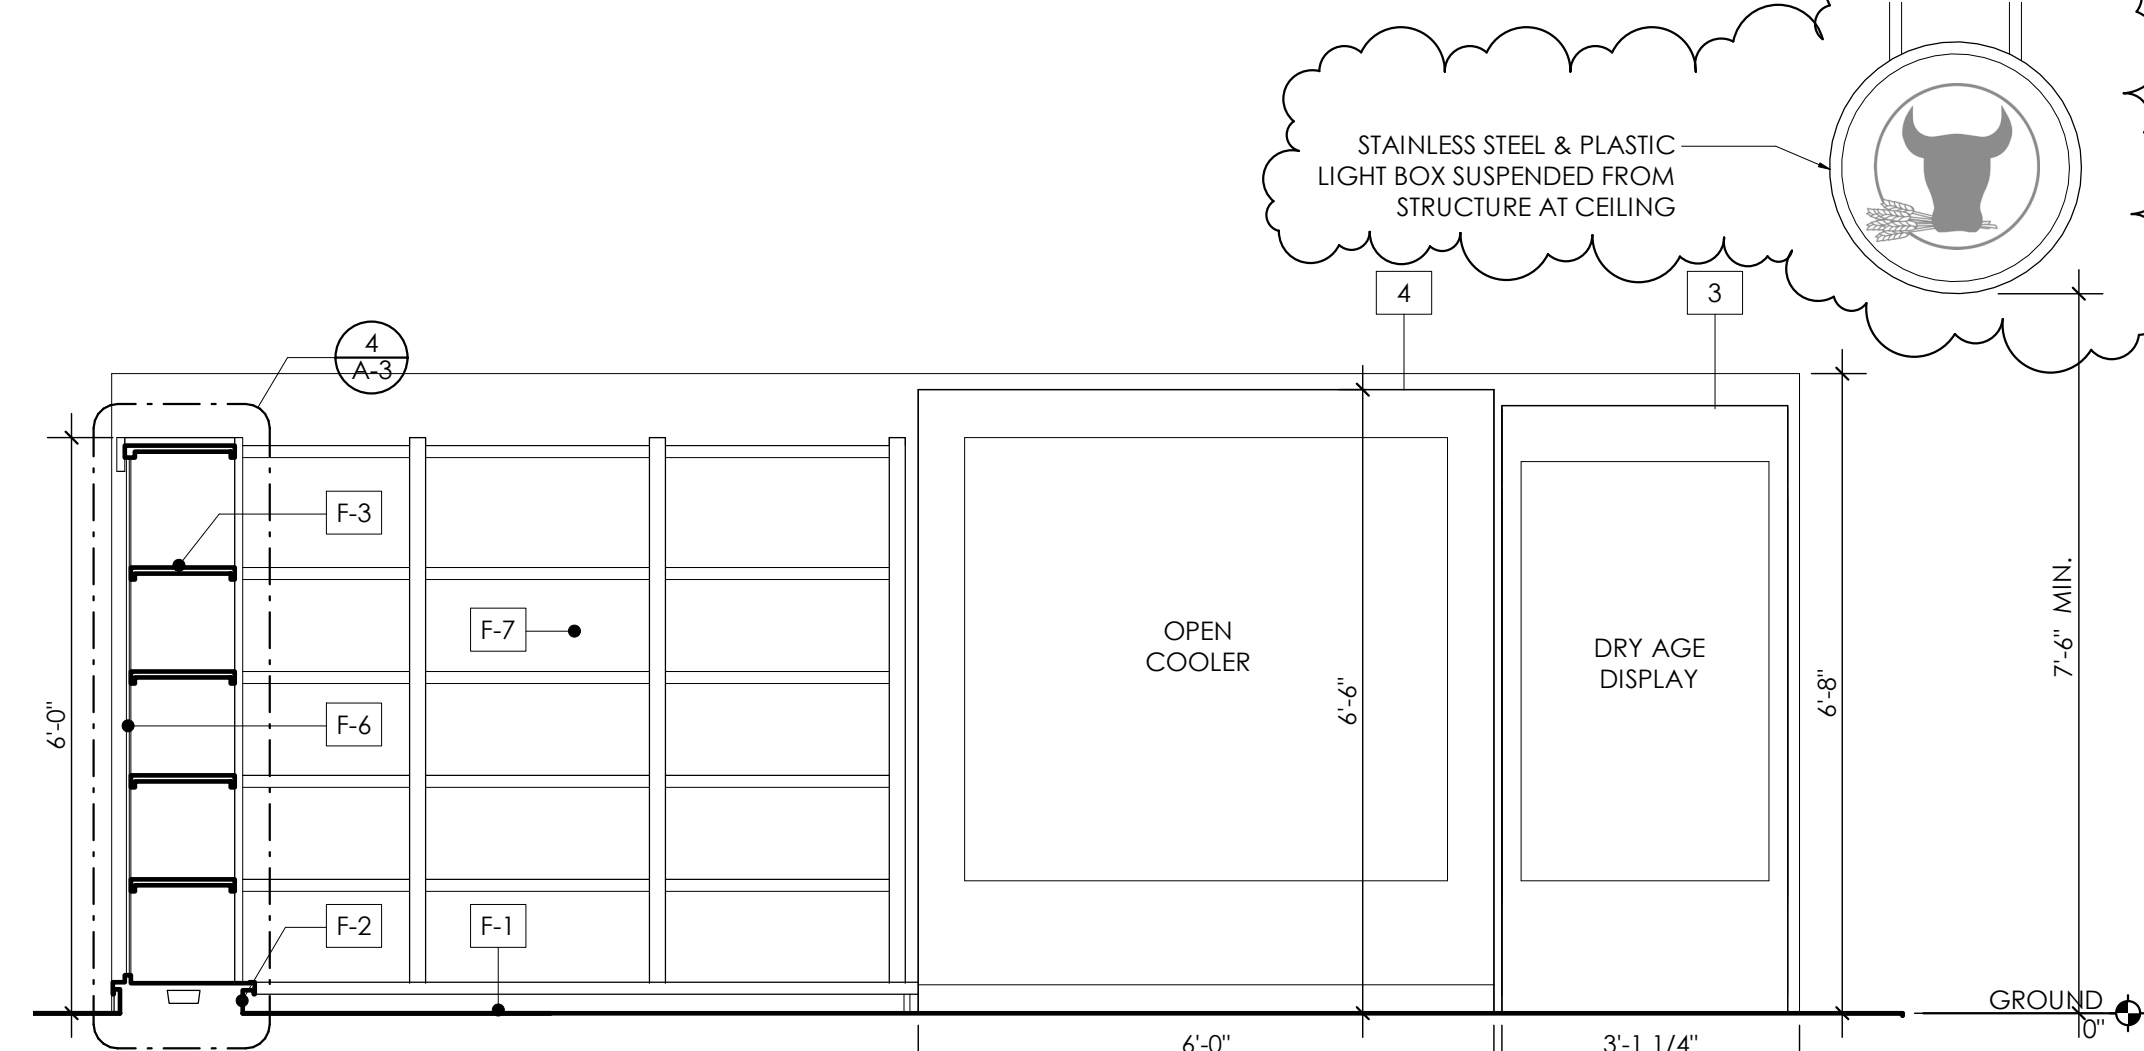 STAINLESS STEEL & PLASTIC
LIGHT BOX SUSPENDED FROM
STRUCTURE AT CEILING
4
3
4
A-3
F-3
F-7
F-6
F-2
F-1
OPEN
COOLER
DRY AGE
DISPLAY
6'-0"
6'-6"
6'-8"
7'-6" MIN.
GROUND
0"
6'-0"
3'-1 1/4"